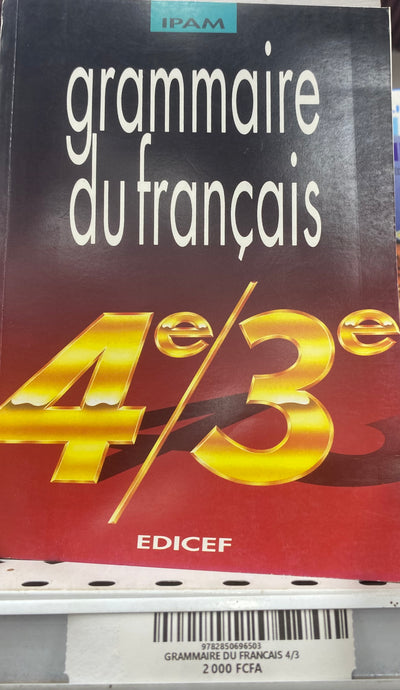 IPAM
grammaire
du français
4e/3e
EDICEF
9782850696503
GRAMMAIRE DU FRANCAIS 4/3
2 000 FCFA